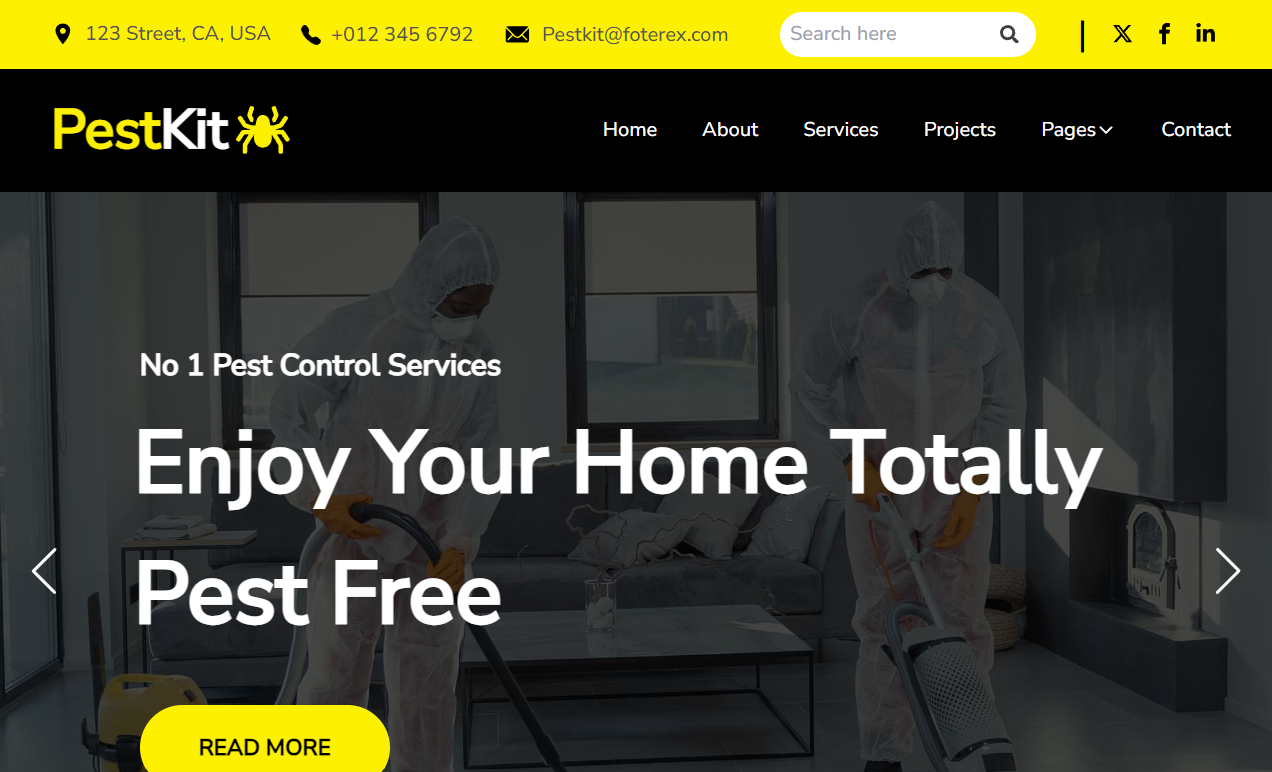 123 Street, CA, USA +012 345 6792 Pestkit@foterex.com Search here
PestKit Home About Services Projects Pages Contact
No 1 Pest Control Services
Enjoy Your Home Totally
Pest Free
READ MORE